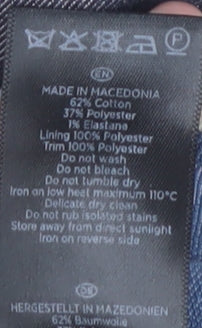 P
EN
MADE IN MACEDONIA
62% Cotton
37% Polyester
1% Elastane
Lining 100% Polyester
Trim 100% Polyester
Do not wash
Do not bleach
Do not tumble dry
Iron on low heat maximum 110°C
Delicate dry clean
Do not rub isolated stains
Store away from direct sunlight
Iron on reverse side
DE
HERGESTELLT IN MAZEDONIEN
62% Baumwolle